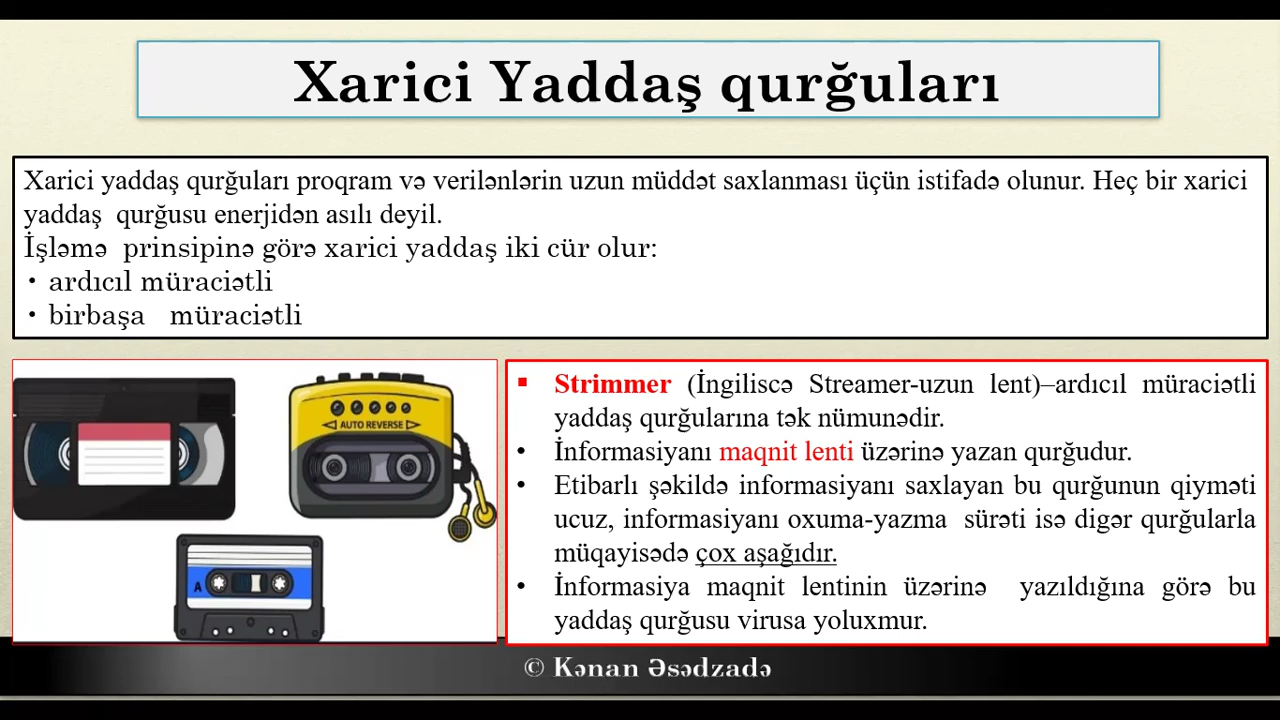 Xarici Yaddaş qurğuları
Xarici yaddaş qurğuları proqram və verilənlərin uzun müddət saxlanması üçün istifadə olunur. Heç bir xarici
yaddaş qurğusu enerjidən asılı deyil.
İşləmə prinsipinə görə xarici yaddaş iki cür olur:
• ardıcıl müraciətli
• birbaşa müraciətli
AUTO REVERSE
A
▪ Strimmer (İngiliscə Streamer-uzun lent)–ardıcıl müraciətli
yaddaş qurğularına tək nümunədir.
• İnformasiyanı maqnit lenti üzərinə yazan qurğudur.
• Etibarlı şəkildə informasiyanı saxlayan bu qurğunun qiyməti
ucuz, informasiyanı oxuma-yazma sürəti isə digər qurğularla
müqayisədə çox aşağıdır.
• İnformasiya maqnit lentinin üzərinə yazıldığına görə bu
yaddaş qurğusu virusa yoluxmur.
© Kənan Əsədzadə